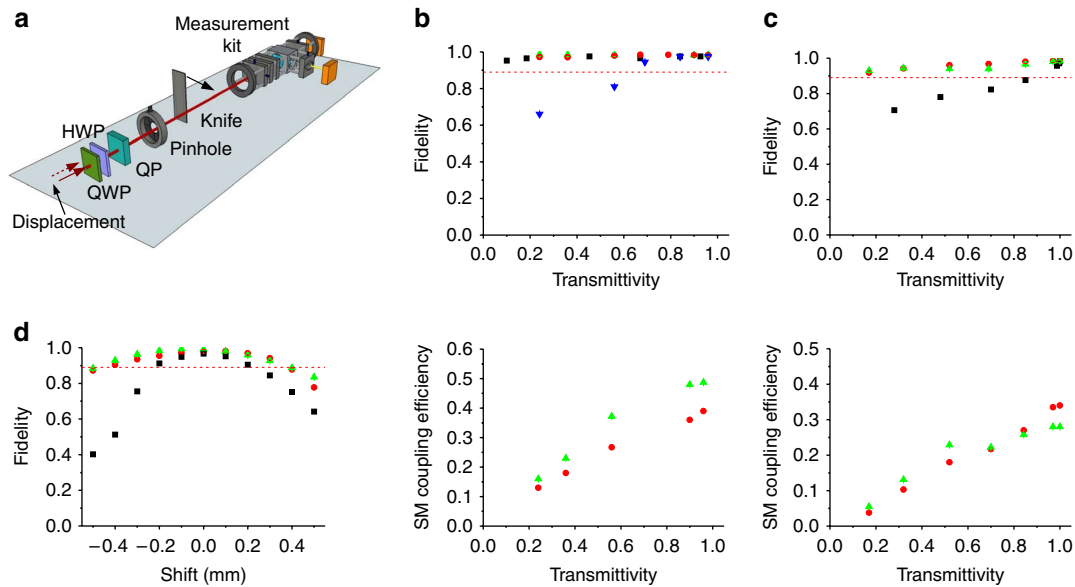 a
Measurement
kit
Knife
Pinhole
HWP
QP
QWP
Displacement
b
Fidelity
1.0
0.8
0.6
0.4
0.2
0.0
0.0 0.2 0.4 0.6 0.8 1.0
Transmittivity
c
Fidelity
1.0
0.8
0.6
0.4
0.2
0.0
0.0 0.2 0.4 0.6 0.8 1.0
Transmittivity
d
Fidelity
1.0
0.8
0.6
0.4
0.2
0.0
−0.4 −0.2 0.0 0.2 0.4
Shift (mm)
SM coupling efficiency
0.6
0.5
0.4
0.3
0.2
0.1
0.0
0.0 0.2 0.4 0.6 0.8 1.0
Transmittivity
SM coupling efficiency
0.6
0.5
0.4
0.3
0.2
0.1
0.0
0.0 0.2 0.4 0.6 0.8 1.0
Transmittivity